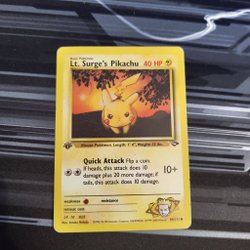 Basic Pokémon
Lt. Surge's Pikachu 40 HP
Mouse Pokémon. Length: 1' 4", Weight: 13 lbs.
Quick Attack Flip a coin.
If heads, this attack does 10
damage plus 20 more damage; if
tails, this attack does 10 damage.
10+
weakness
resistance